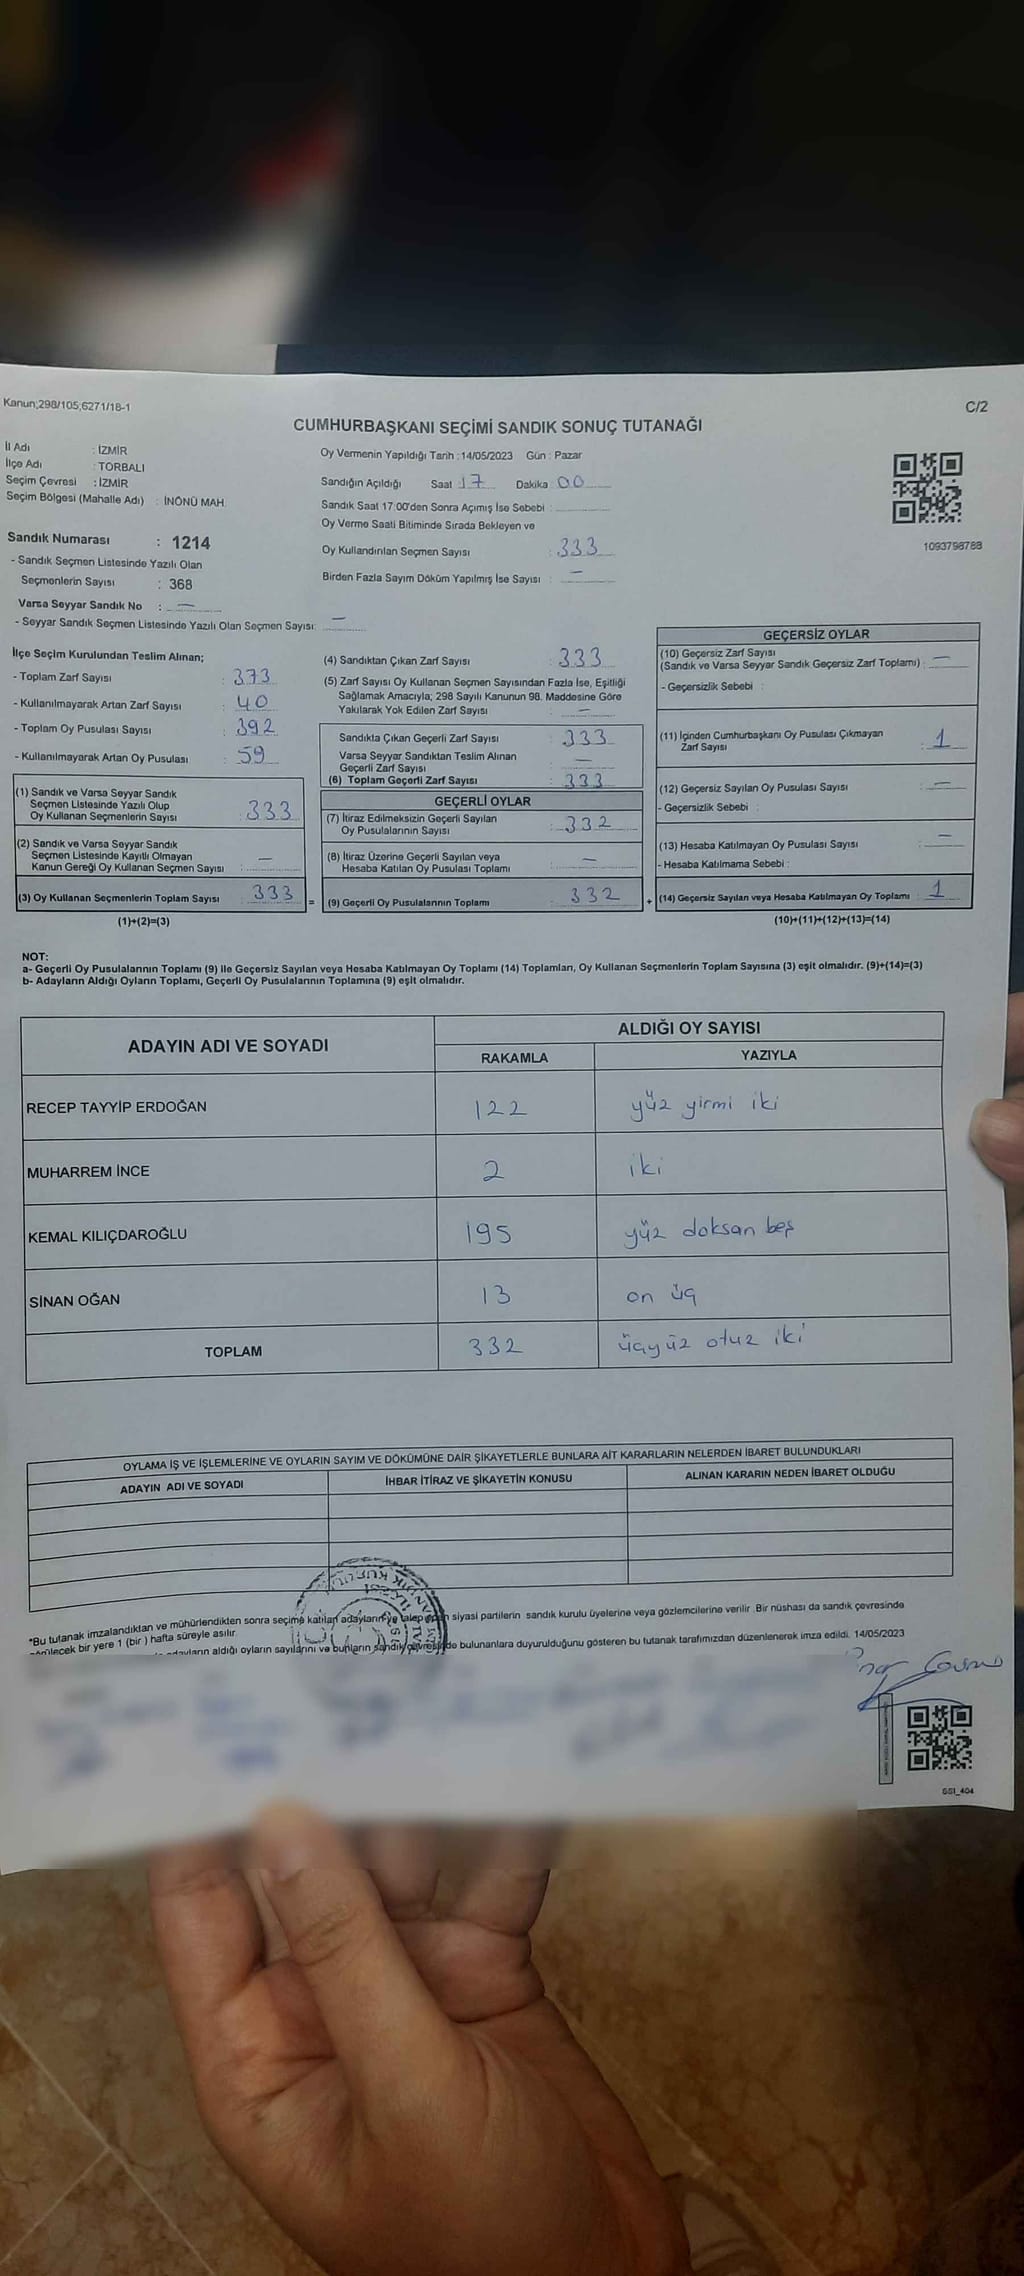 Kanun;298/105;6271/18-1
C/2
CUMHURBAŞKANI SEÇİMİ SANDIK SONUÇ TUTANAĞI
İl Adı : İZMİR
İlçe Adı : TORBALI
Seçim Çevresi : İZMİR
Seçim Bölgesi (Mahalle Adı) : İNÖNÜ MAH.
Oy Vermenin Yapıldığı Tarih : 14/05/2023 Gün : Pazar
Sandığın Açıldığı Saat 17 Dakika 00
Sandık Saat 17:00'den Sonra Açımış İse Sebebi :
Oy Verme Saati Bitiminde Sırada Bekleyen ve
Oy Kullandırılan Seçmen Sayısı : 333
Birden Fazla Sayım Döküm Yapılmış İse Sayısı : —
1093798788
Sandık Numarası : 1214
- Sandık Seçmen Listesinde Yazılı Olan
Seçmenlerin Sayısı : 368
Varsa Seyyar Sandık No : —
- Seyyar Sandık Seçmen Listesinde Yazılı Olan Seçmen Sayısı: —
İlçe Seçim Kurulundan Teslim Alınan;
- Toplam Zarf Sayısı : 373
- Kullanılmayarak Artan Zarf Sayısı : 40
- Toplam Oy Pusulası Sayısı : 392
- Kullanılmayarak Artan Oy Pusulası : 59
(1) Sandık ve Varsa Seyyar Sandık
Seçmen Listesinde Yazılı Olup
Oy Kullanan Seçmenlerin Sayısı : 333
(2) Sandık ve Varsa Seyyar Sandık
Seçmen Listesinde Kayıtlı Olmayan
Kanun Gereği Oy Kullanan Seçmen Sayısı : —
(3) Oy Kullanan Seçmenlerin Toplam Sayısı : 333 =
(1)+(2)=(3)
(4) Sandıktan Çıkan Zarf Sayısı : 333
(5) Zarf Sayısı Oy Kullanan Seçmen Sayısından Fazla İse, Eşitliği
Sağlamak Amacıyla; 298 Sayılı Kanunun 98. Maddesine Göre
Yakılarak Yok Edilen Zarf Sayısı : —
Sandıkta Çıkan Geçerli Zarf Sayısı : 333
Varsa Seyyar Sandıktan Teslim Alınan
Geçerli Zarf Sayısı : —
(6) Toplam Geçerli Zarf Sayısı : 333
GEÇERLİ OYLAR
(7) İtiraz Edilmeksizin Geçerli Sayılan
Oy Pusulalarının Sayısı : 332
(8) İtiraz Üzerine Geçerli Sayılan veya
Hesaba Katılan Oy Pusulası Toplamı : —
(9) Geçerli Oy Pusulalarının Toplamı : 332 +
GEÇERSİZ OYLAR
(10) Geçersiz Zarf Sayısı
(Sandık ve Varsa Seyyar Sandık Geçersiz Zarf Toplamı) : —
- Geçersizlik Sebebi :
(11) İçinden Cumhurbaşkanı Oy Pusulası Çıkmayan
Zarf Sayısı : 1
(12) Geçersiz Sayılan Oy Pusulası Sayısı : —
- Geçersizlik Sebebi :
(13) Hesaba Katılmayan Oy Pusulası Sayısı : —
- Hesaba Katılmama Sebebi :
(14) Geçersiz Sayılan veya Hesaba Katılmayan Oy Toplamı : 1
(10)+(11)+(12)+(13)=(14)
NOT:
a- Geçerli Oy Pusulalarının Toplamı (9) ile Geçersiz Sayılan veya Hesaba Katılmayan Oy Toplamı (14) Toplamları, Oy Kullanan Seçmenlerin Toplam Sayısına (3) eşit olmalıdır. (9)+(14)=(3)
b- Adayların Aldığı Oyların Toplamı, Geçerli Oy Pusulalarının Toplamına (9) eşit olmalıdır.
ADAYIN ADI VE SOYADI
ALDIĞI OY SAYISI
RAKAMLA YAZIYLA
RECEP TAYYİP ERDOĞAN 122 yüz yirmi iki
MUHARREM İNCE 2 iki
KEMAL KILIÇDAROĞLU 195 yüz doksan beş
SİNAN OĞAN 13 on üç
TOPLAM 332 üçyüz otuz iki
OYLAMA İŞ VE İŞLEMLERİNE VE OYLARIN SAYIM VE DÖKÜMÜNE DAİR ŞİKAYETLERLE BUNLARA AİT KARARLARIN NELERDEN İBARET BULUNDUKLARI
ADAYIN ADI VE SOYADI İHBAR İTİRAZ VE ŞİKAYETİN KONUSU ALINAN KARARIN NEDEN İBARET OLDUĞU
*Bu tutanak imzalandıktan ve mühürlendikten sonra seçime katılan adayların ve talep eden siyasi partilerin sandık kurulu üyelerine veya gözlemcilerine verilir. Bir nüshası da sandık çevresinde
görülecek bir yere 1 (bir) hafta süreyle asılır.
adayların aldığı oyların sayılarını ve bunların sandık çevresinde bulunanlara duyurulduğunu gösteren bu tutanak tarafımızdan düzenlenerek imza edildi. 14/05/2023
SSI_404